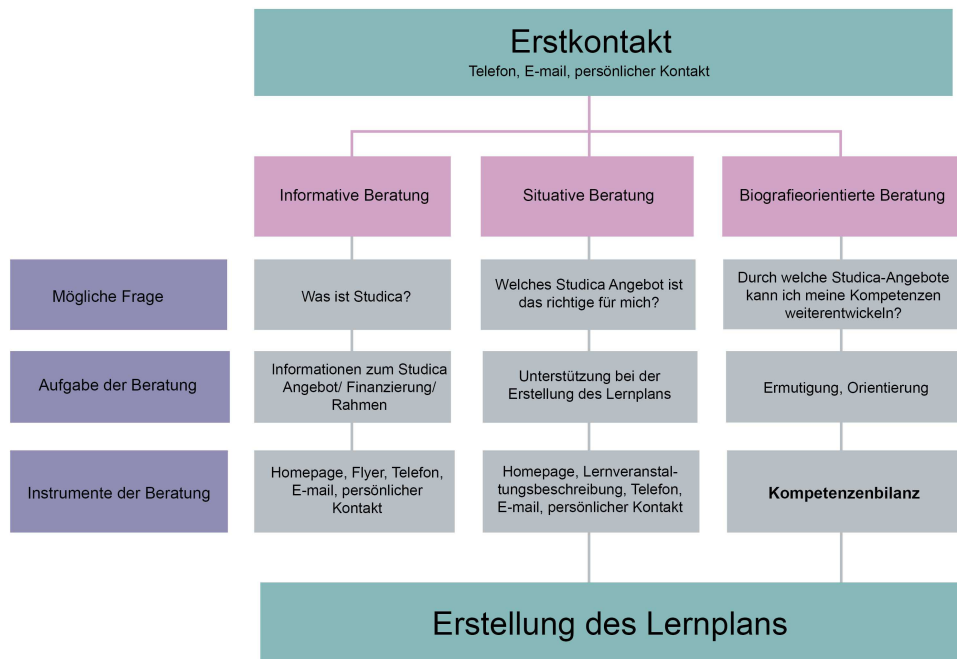 Erstkontakt
Telefon, E-mail, persönlicher Kontakt
Informative Beratung
Situative Beratung
Biografieorientierte Beratung
Mögliche Frage
Was ist Studica?
Welches Studica Angebot ist
das richtige für mich?
Durch welche Studica-Angebote
kann ich meine Kompetenzen
weiterentwickeln?
Aufgabe der Beratung
Informationen zum Studica
Angebot/ Finanzierung/
Rahmen
Unterstützung bei der
Erstellung des Lernplans
Ermutigung, Orientierung
Instrumente der Beratung
Homepage, Flyer, Telefon,
E-mail, persönlicher
Kontakt
Homepage, Lernveranstal-
tungsbeschreibung, Telefon,
E-mail, persönlicher Kontakt
Kompetenzenbilanz
Erstellung des Lernplans